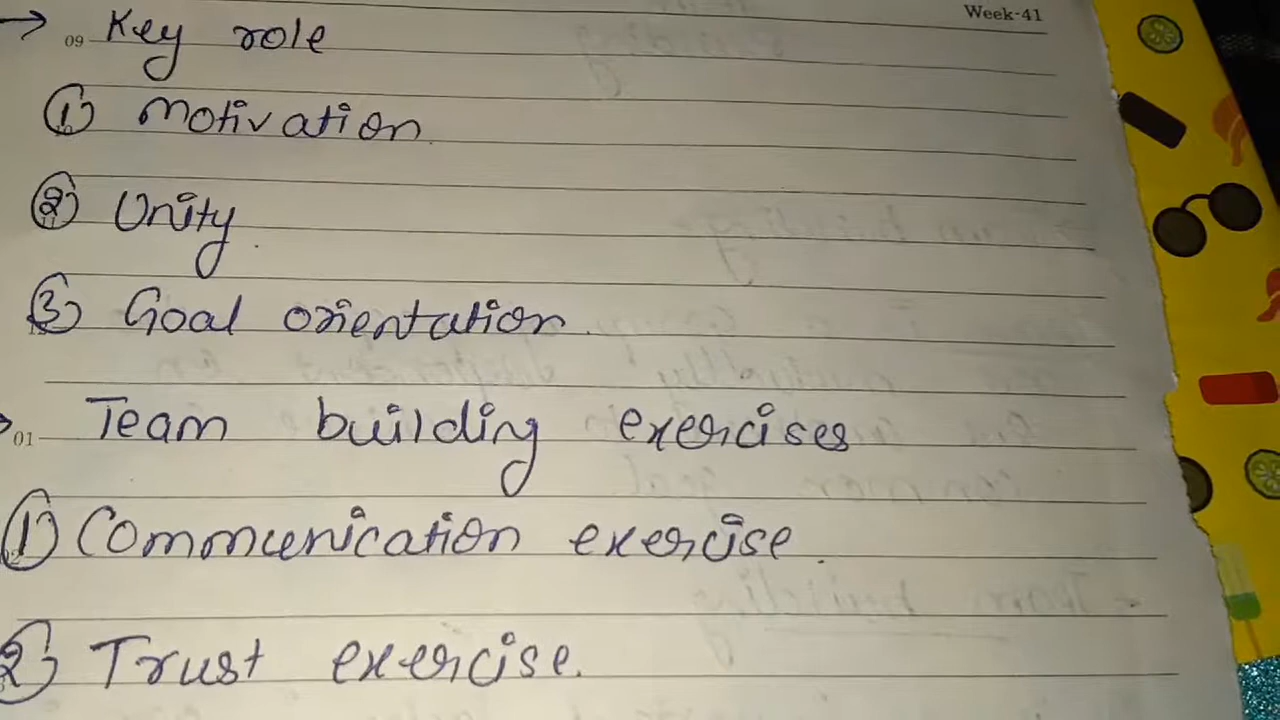 Week-41
→ 09 Key role
① Motivation.
② Unity.
③ Goal orientation.
→ 01 Team building exercises
① Communication exercise.
② Trust exercise.